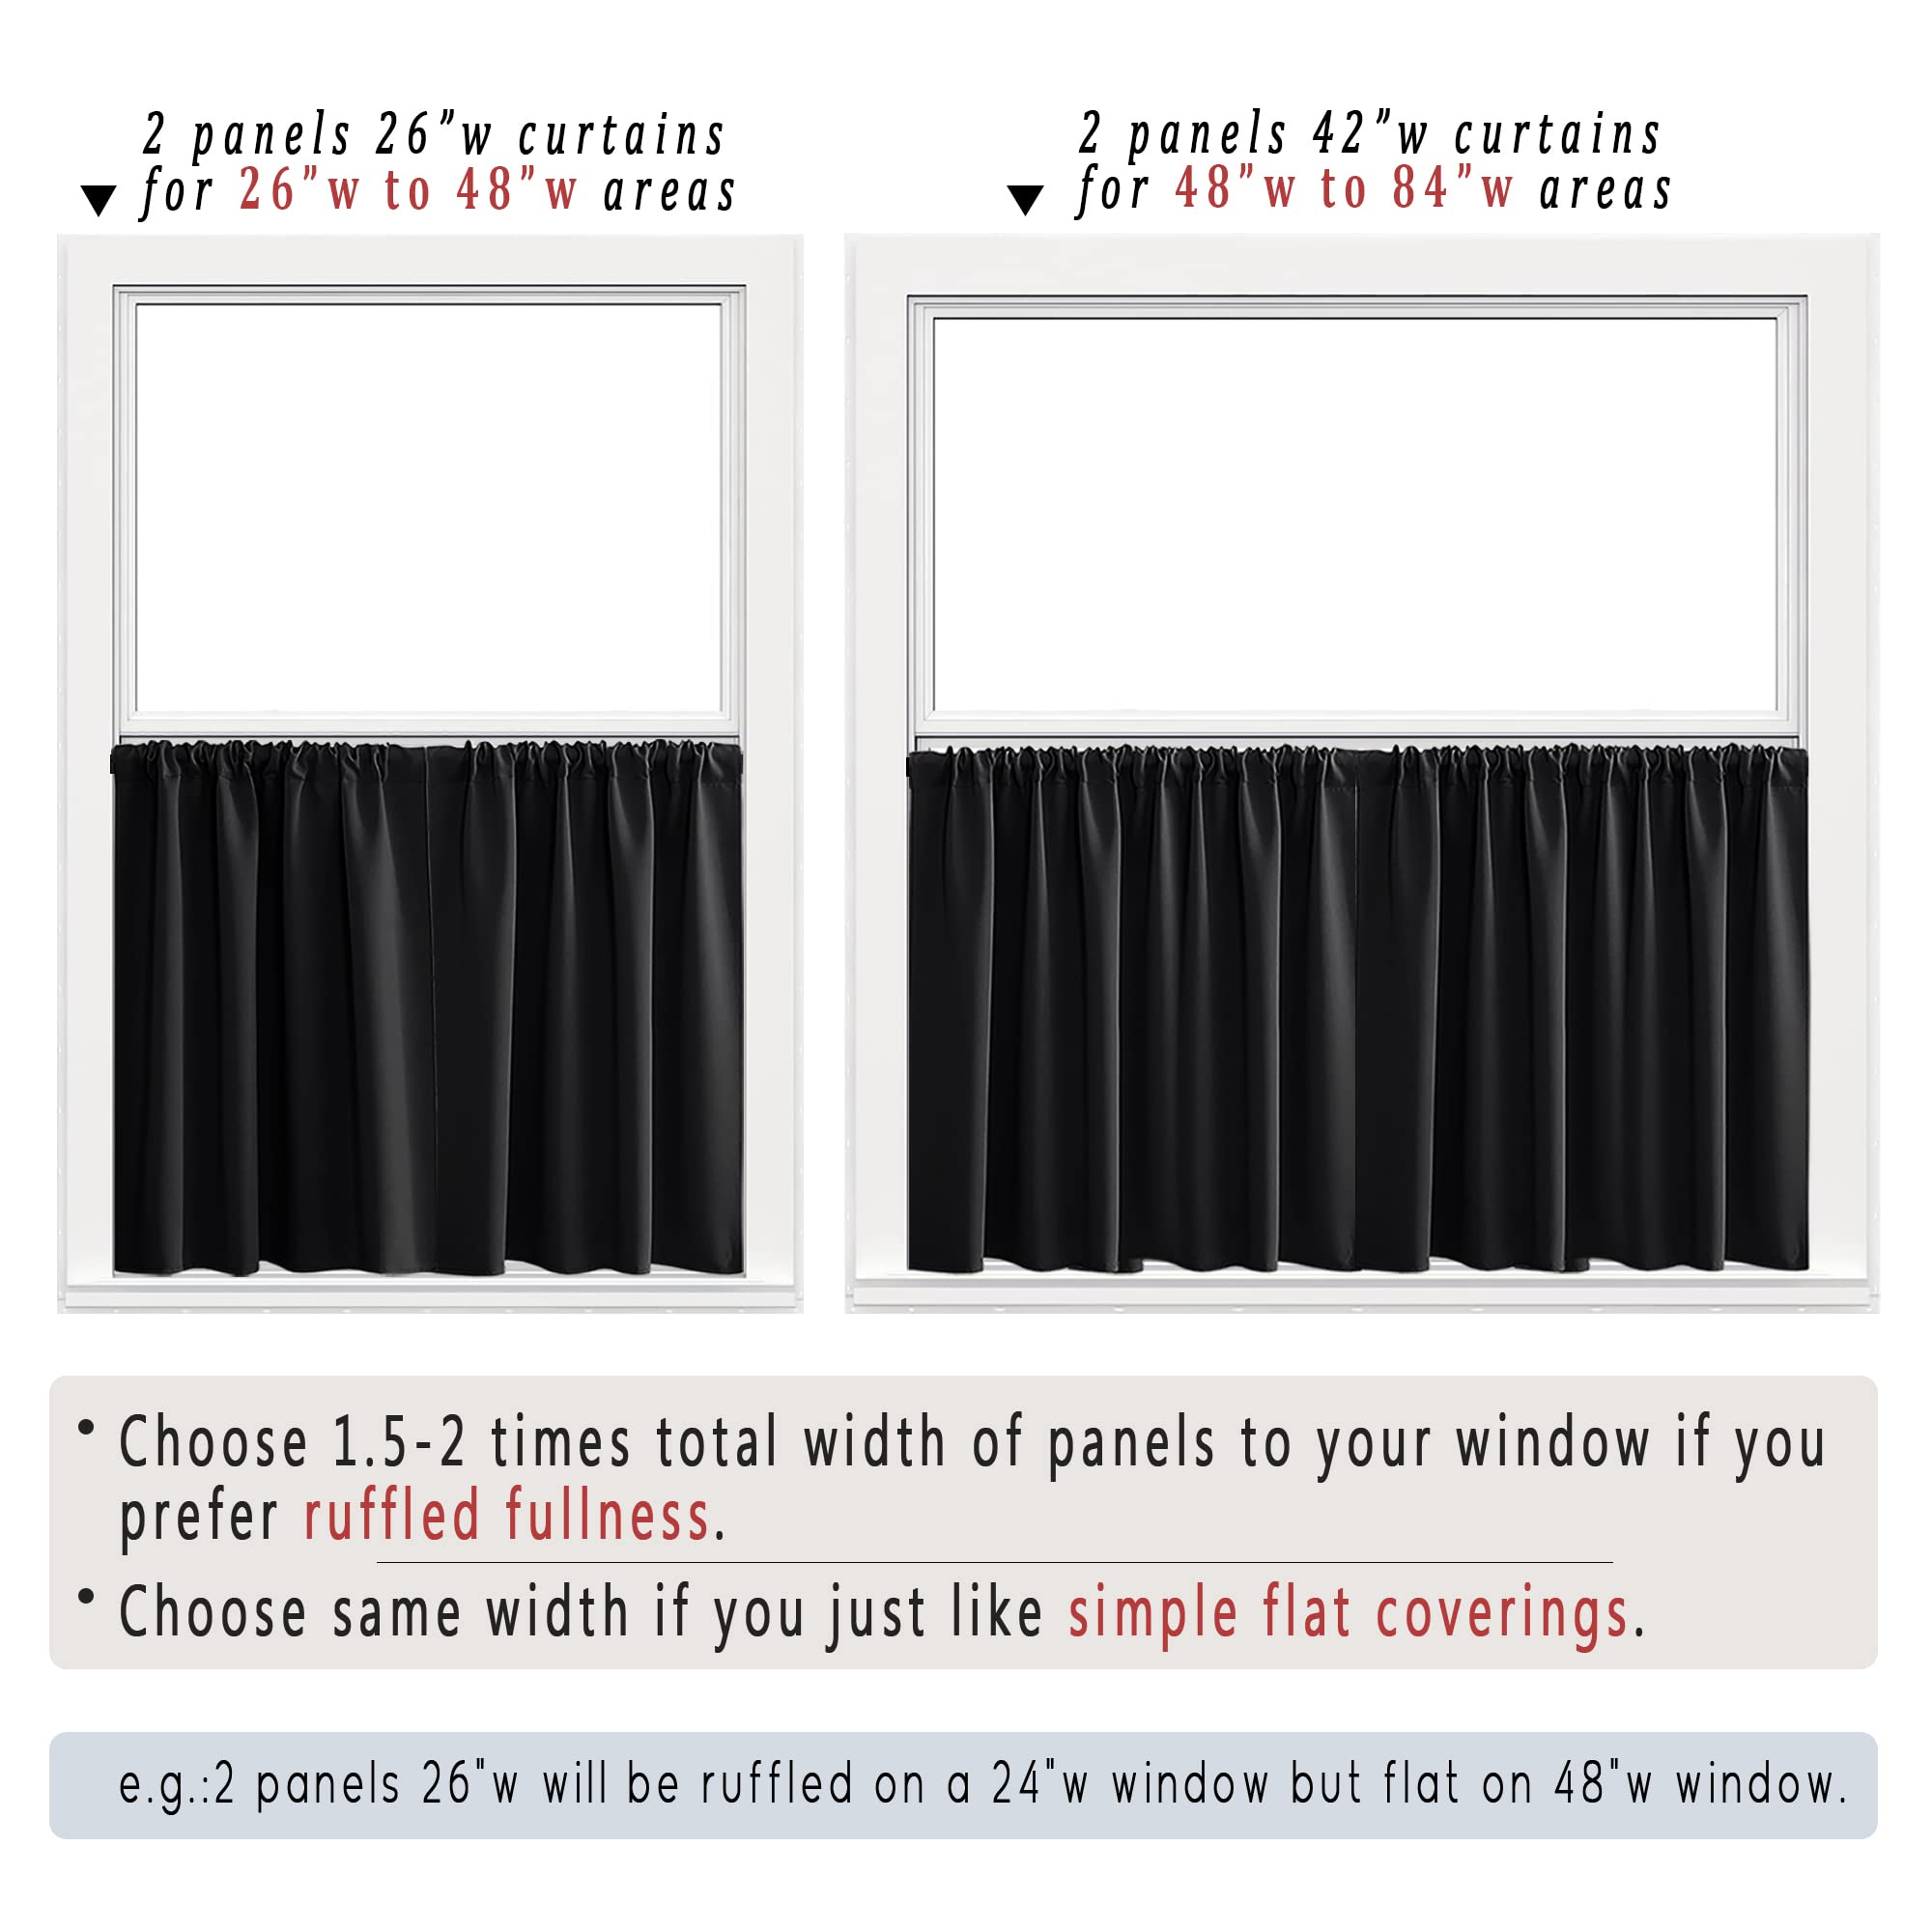 2 panels 26”w curtains
for 26”w to 48”w areas
2 panels 42”w curtains
for 48”w to 84”w areas
• Choose 1.5-2 times total width of panels to your window if you
prefer ruffled fullness.
• Choose same width if you just like simple flat coverings.
e.g.:2 panels 26"w will be ruffled on a 24"w window but flat on 48"w window.